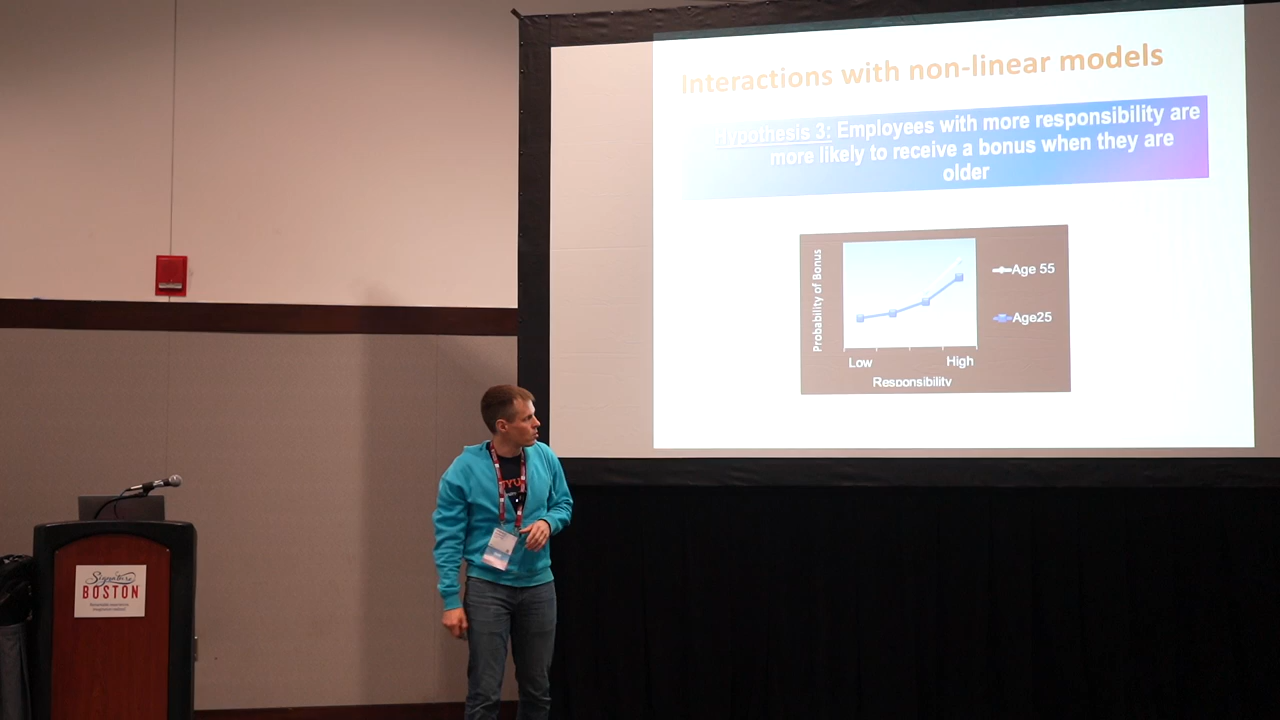 Interactions with non-linear models
Hypothesis 3: Employees with more responsibility are
more likely to receive a bonus when they are
older
Probability of Bonus
Age 55
Age25
Low
High
Responsibility
Signature
BOSTON